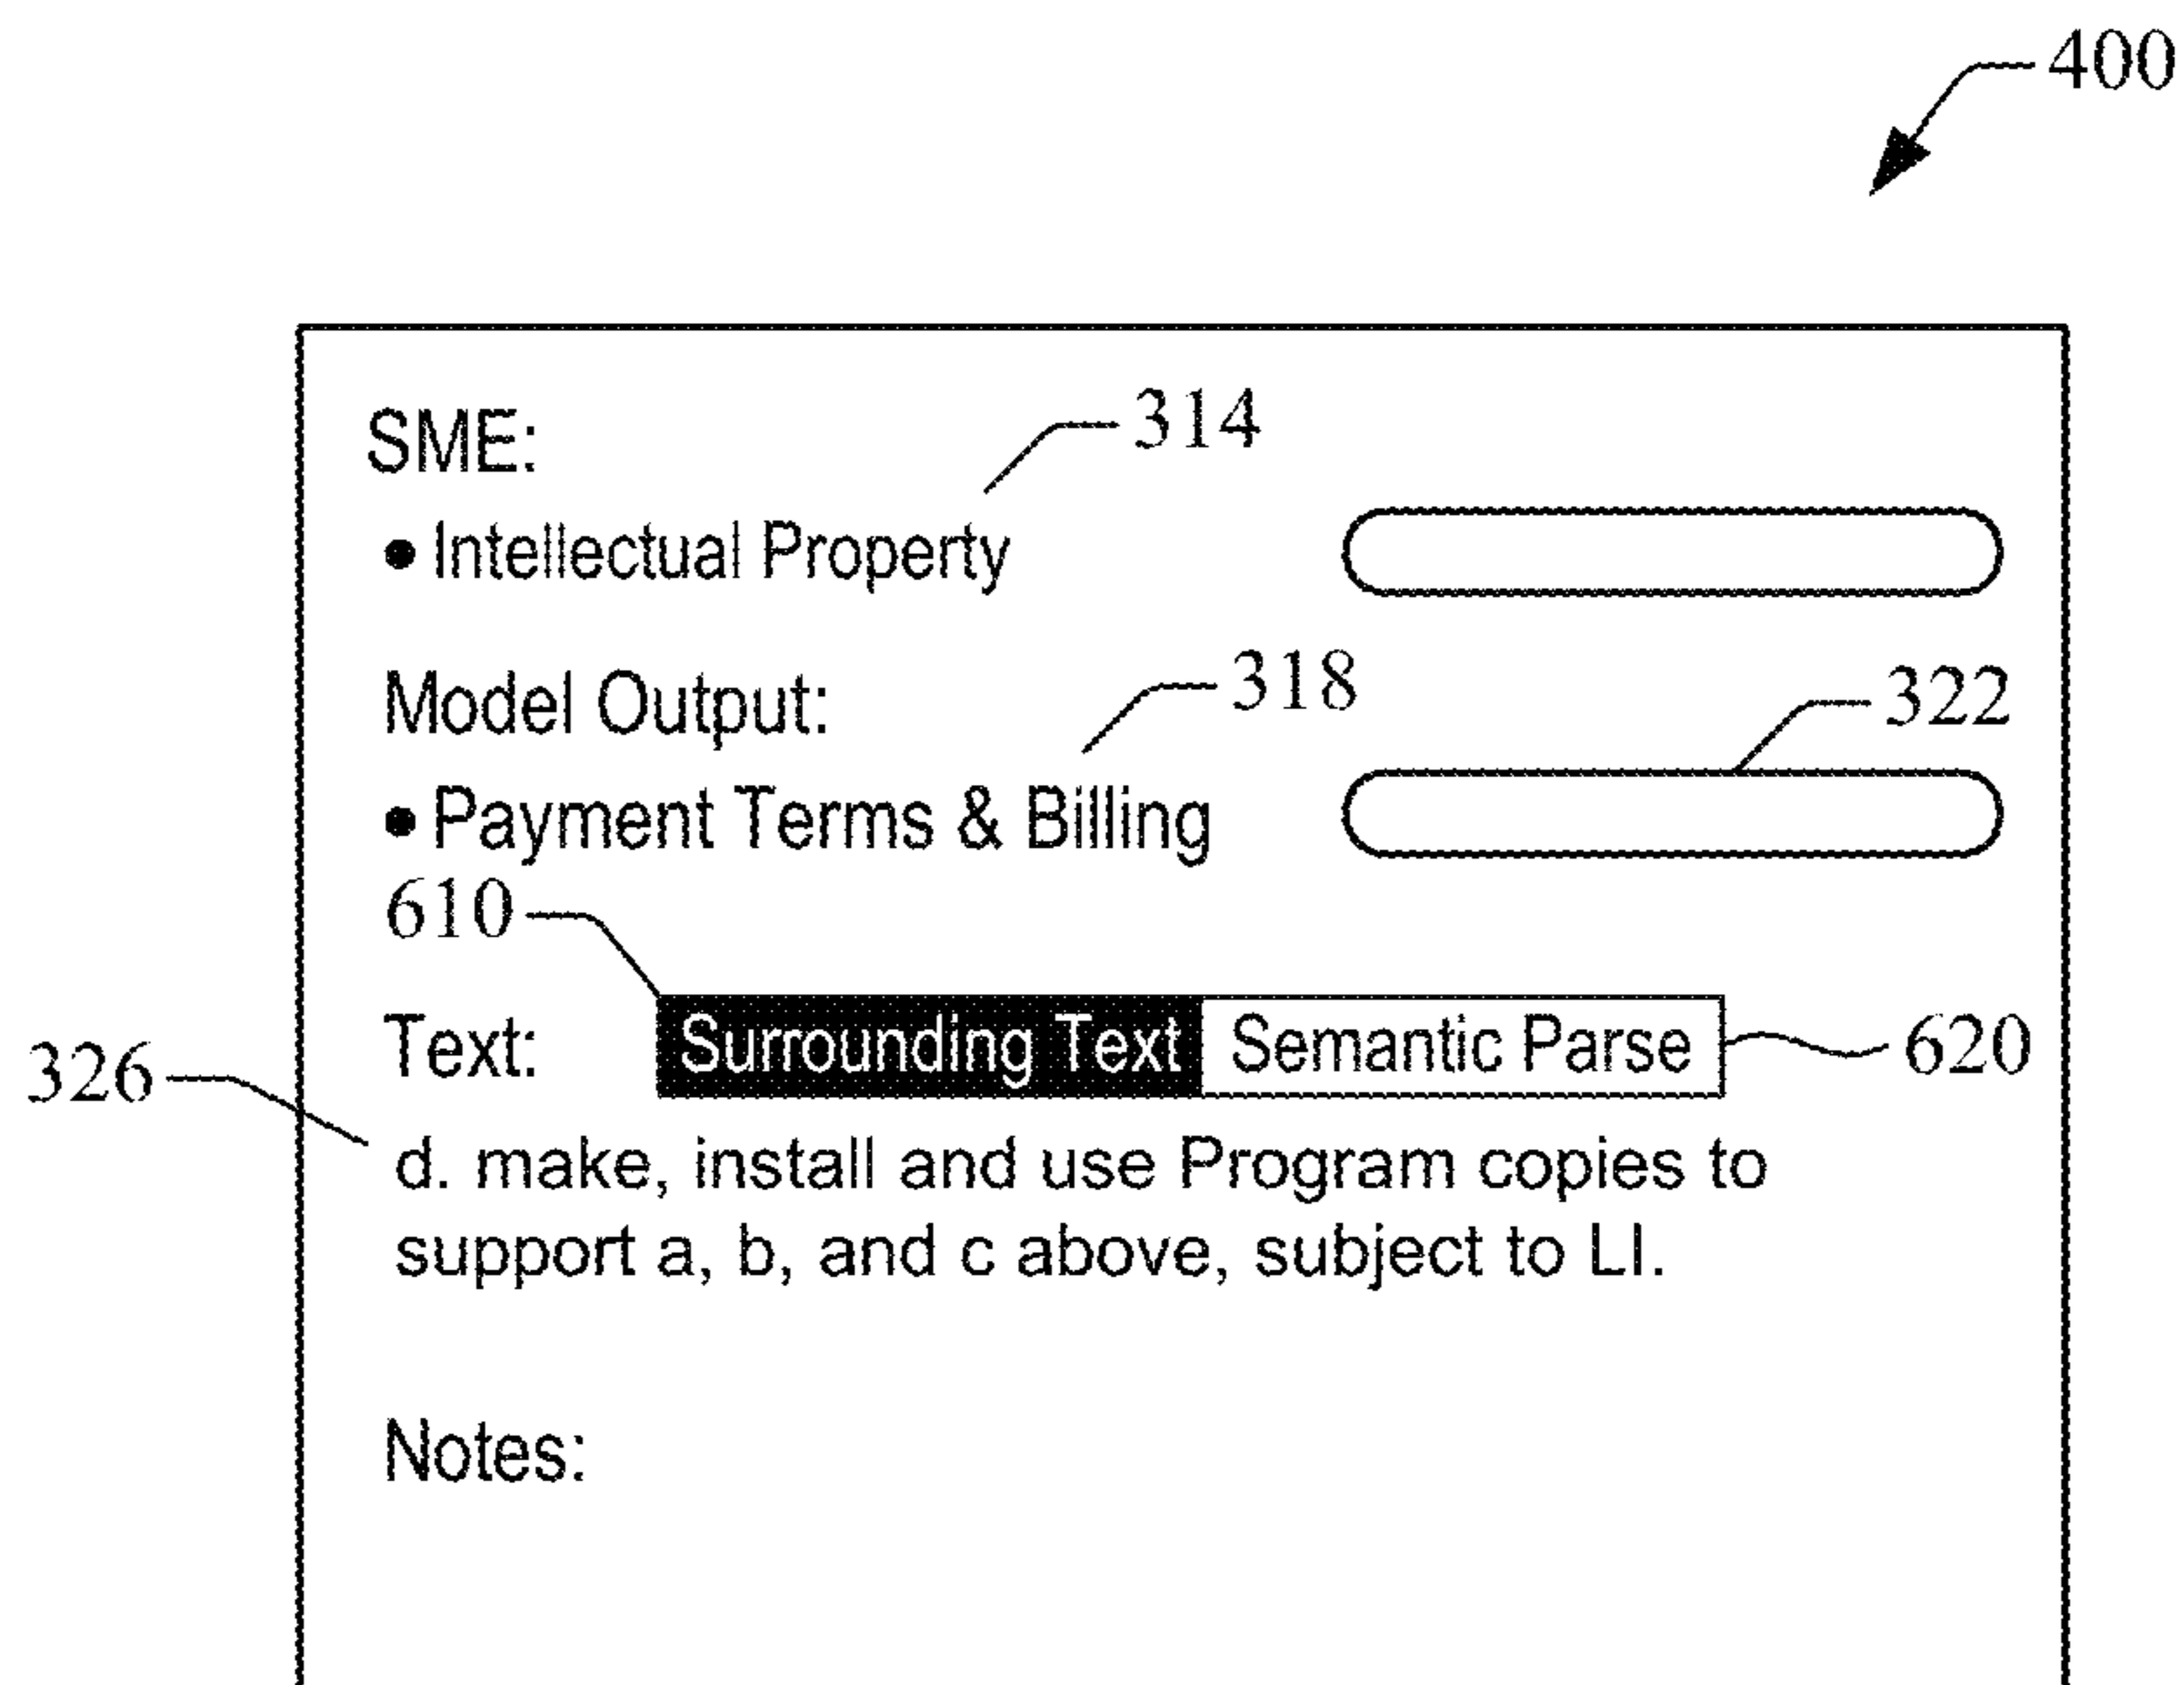 400
SME:
314
• Intellectual Property
Model Output:
318
322
• Payment Terms & Billing
610
Text:
Surrounding Text
Semantic Parse
620
326
d. make, install and use Program copies to
support a, b, and c above, subject to LI.
Notes: